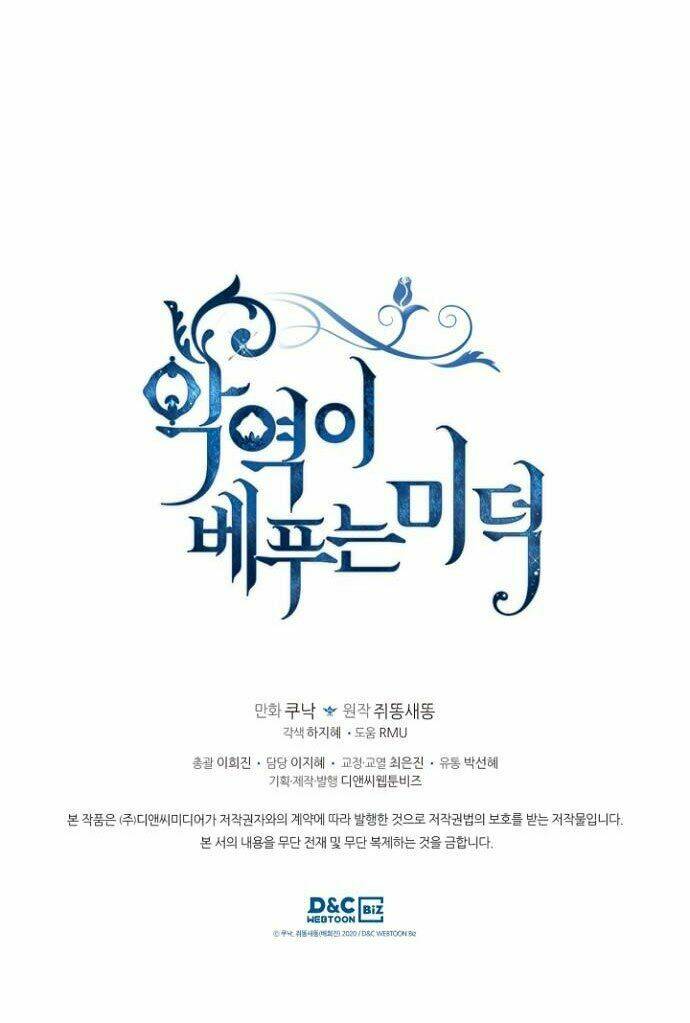 악역이
베푸는 미덕
만화 쿠낙 원작 쥐똥새똥
각색 하지혜 • 도움 RMU
총괄 이희진 • 담당 이지혜 • 교정·교열 최은진 • 유통 박선혜
기획·제작·발행 디앤씨웹툰비즈
본 작품은 (주)디앤씨미디어가 저작권자와의 계약에 따라 발행한 것으로 저작권법의 보호를 받는 저작물입니다.
본 서의 내용을 무단 전재 및 무단 복제하는 것을 금합니다.
D&C
WEBTOON BiZ
ⓒ 쿠낙, 쥐똥새똥(배희진) 2020 / D&C WEBTOON Biz